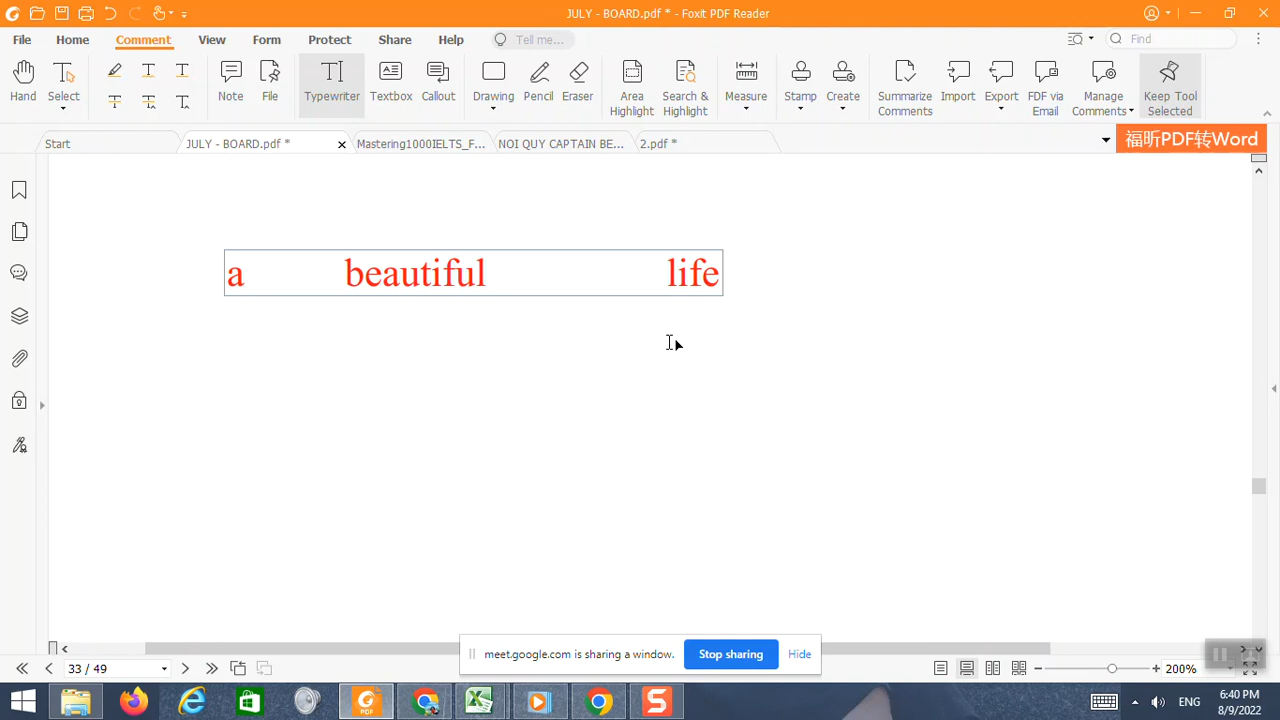 JULY - BOARD.pdf * - Foxit PDF Reader
File Home Comment View Form Protect Share Help Tell me... Find
Hand Select Note File Typewriter Textbox Callout Drawing Pencil Eraser Area Highlight Search & Highlight Measure Stamp Create Summarize Comments Import Export PDF via Email Manage Comments Keep Tool Selected
Start JULY - BOARD.pdf * Mastering1000IELTS_F... NOI QUY CAPTAIN BE... 2.pdf * 福昕PDF转Word
a beautiful life
meet.google.com is sharing a window. Stop sharing Hide
33 / 49 200%
PDF ENG 6:40 PM
8/9/2022